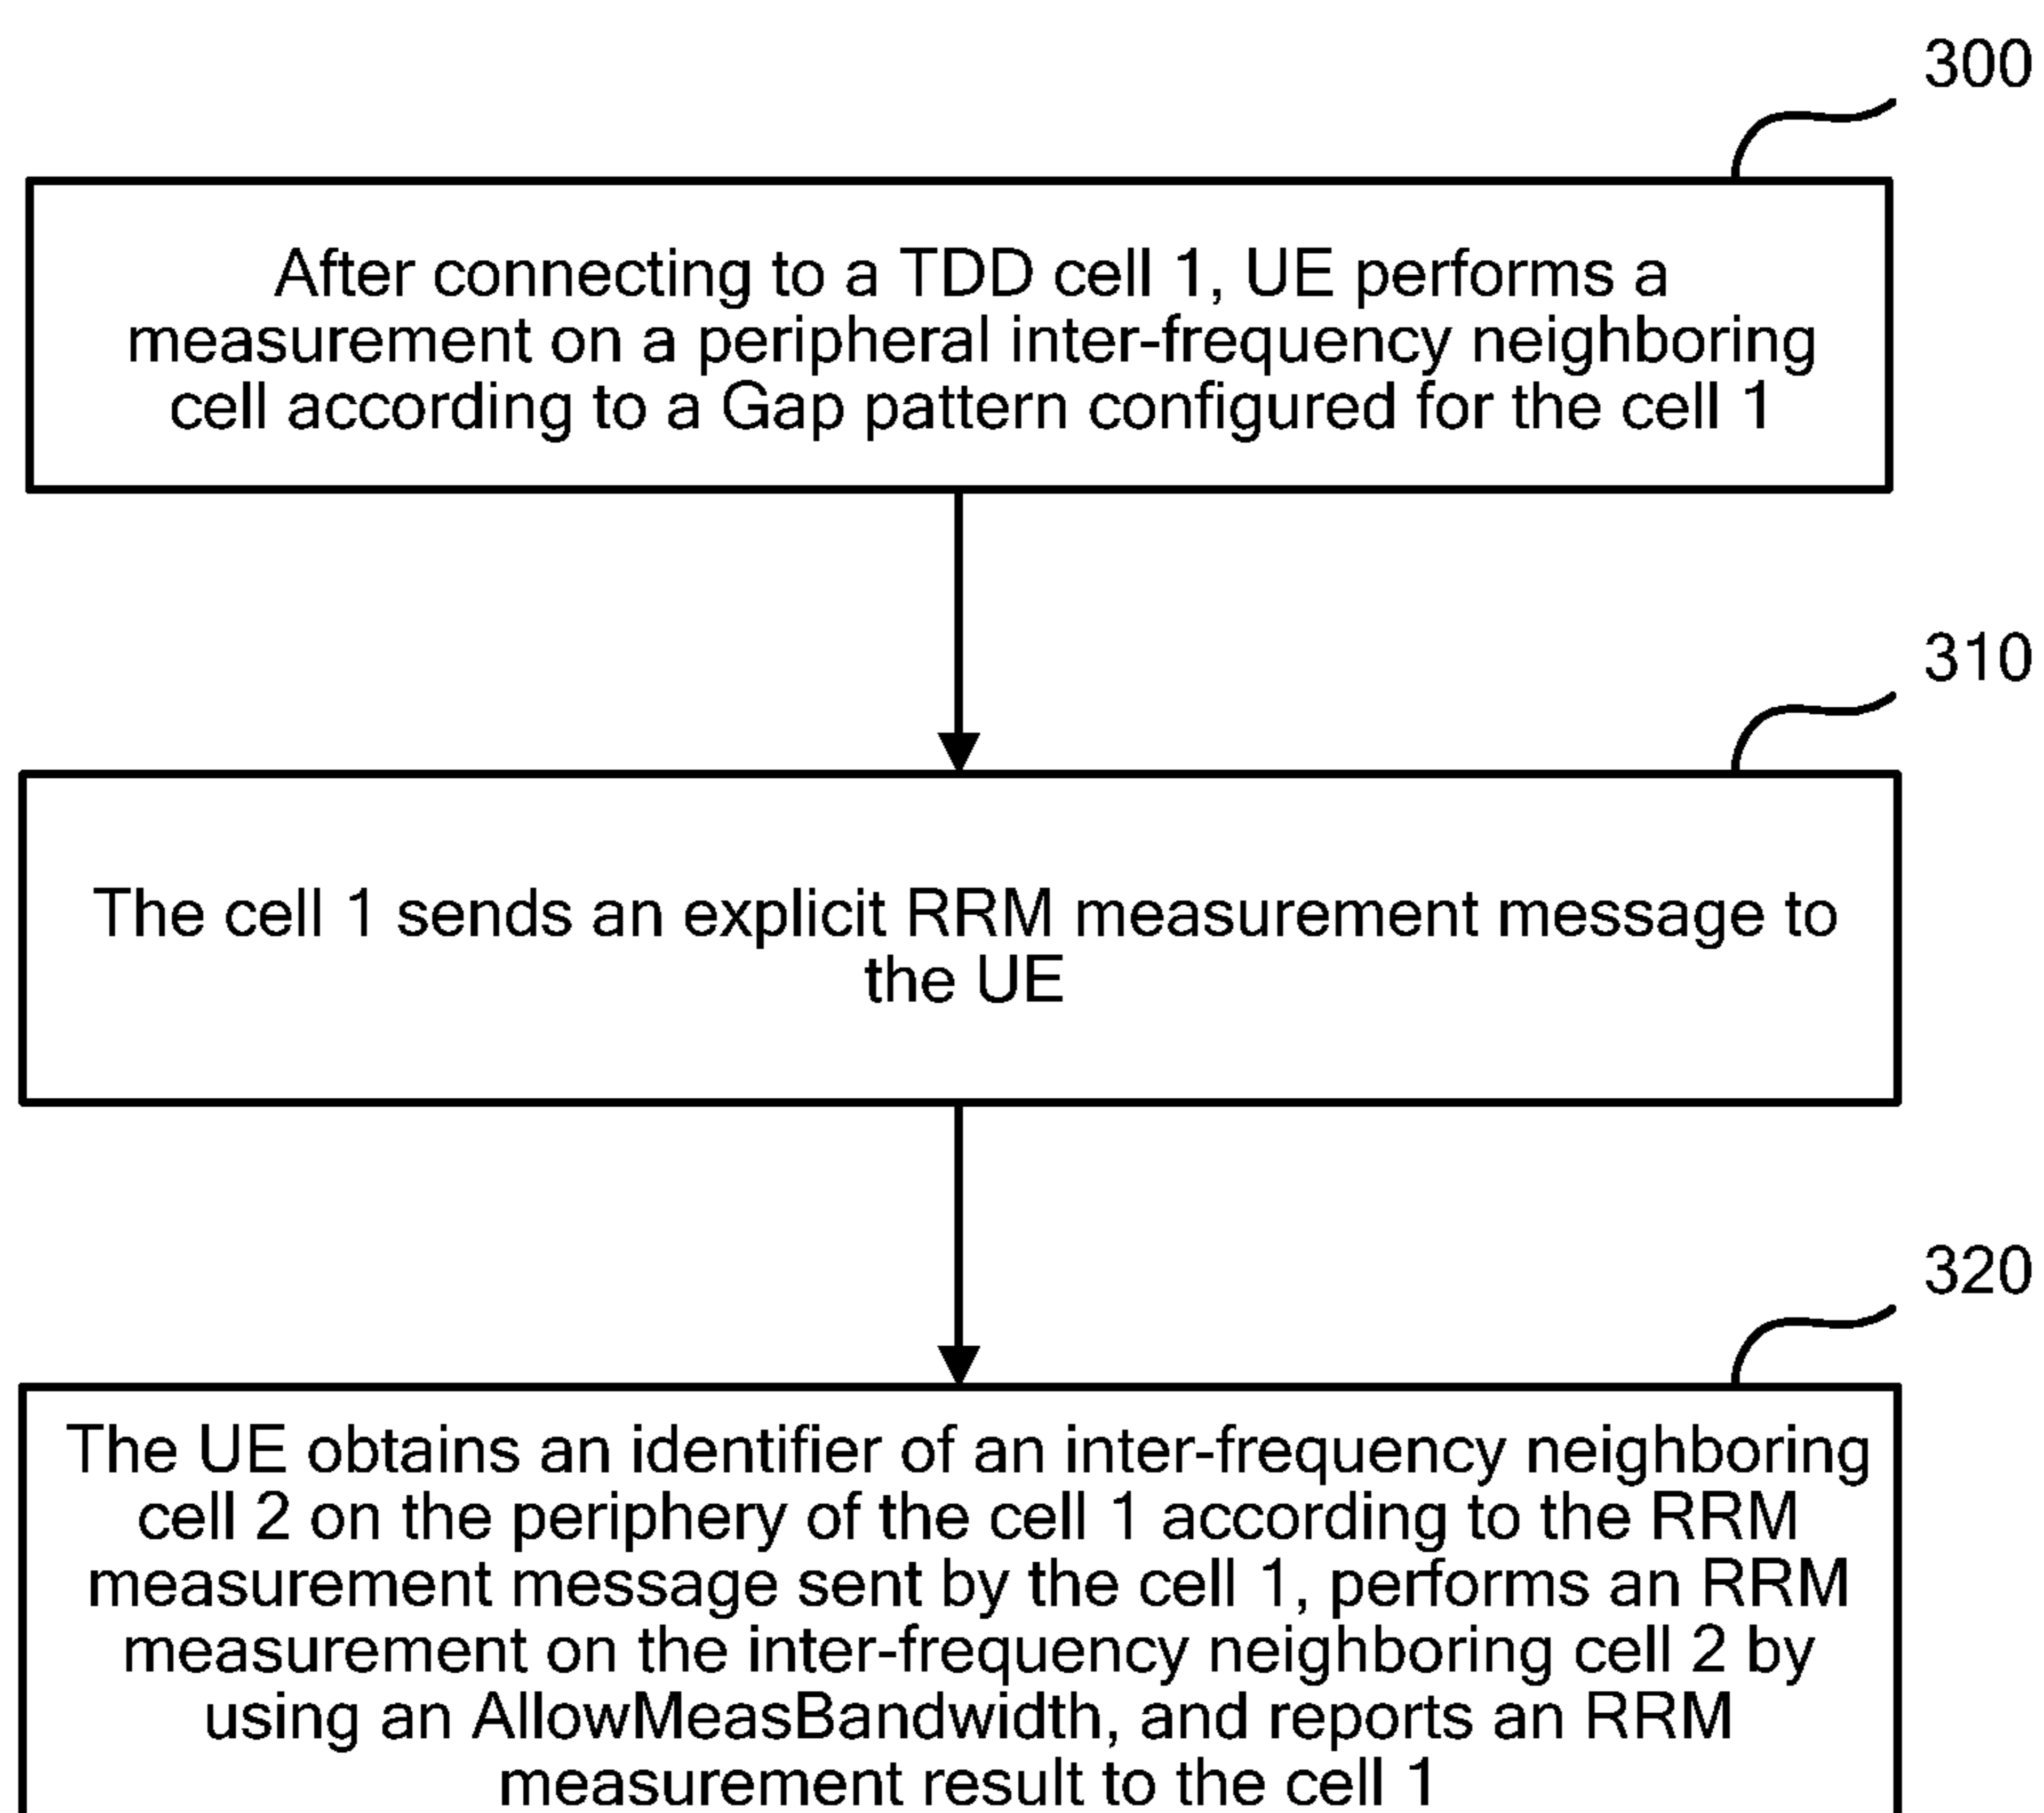 300
After connecting to a TDD cell 1, UE performs a
measurement on a peripheral inter-frequency neighboring
cell according to a Gap pattern configured for the cell 1
310
The cell 1 sends an explicit RRM measurement message to
the UE
320
The UE obtains an identifier of an inter-frequency neighboring
cell 2 on the periphery of the cell 1 according to the RRM
measurement message sent by the cell 1, performs an RRM
measurement on the inter-frequency neighboring cell 2 by
using an AllowMeasBandwidth, and reports an RRM
measurement result to the cell 1